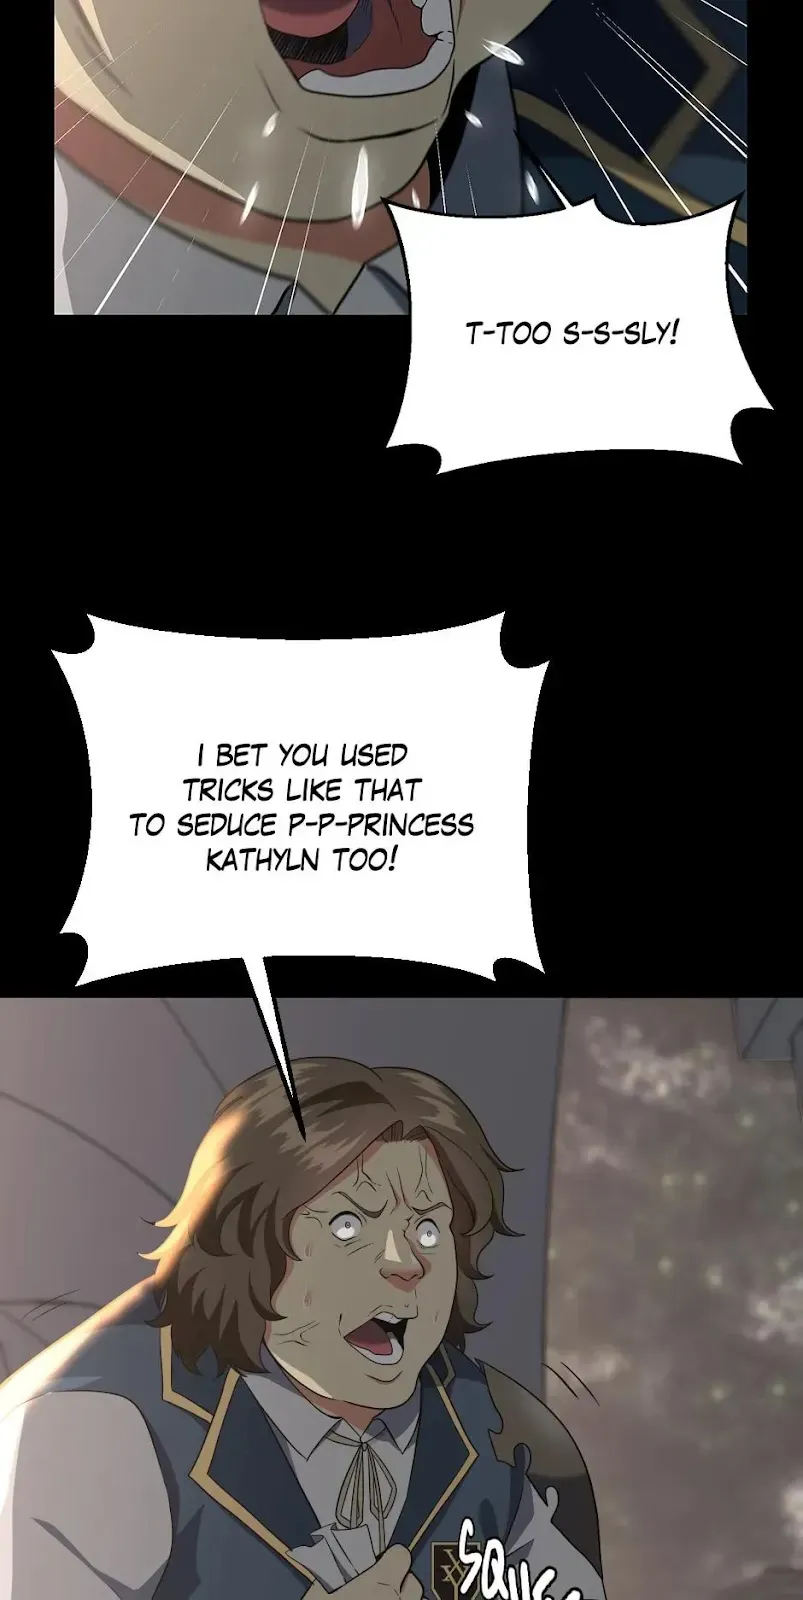 T-TOO S-S-SLY!
I BET YOU USED
TRICKS LIKE THAT
TO SEDUCE P-P-PRINCESS
KATHYLN TOO!